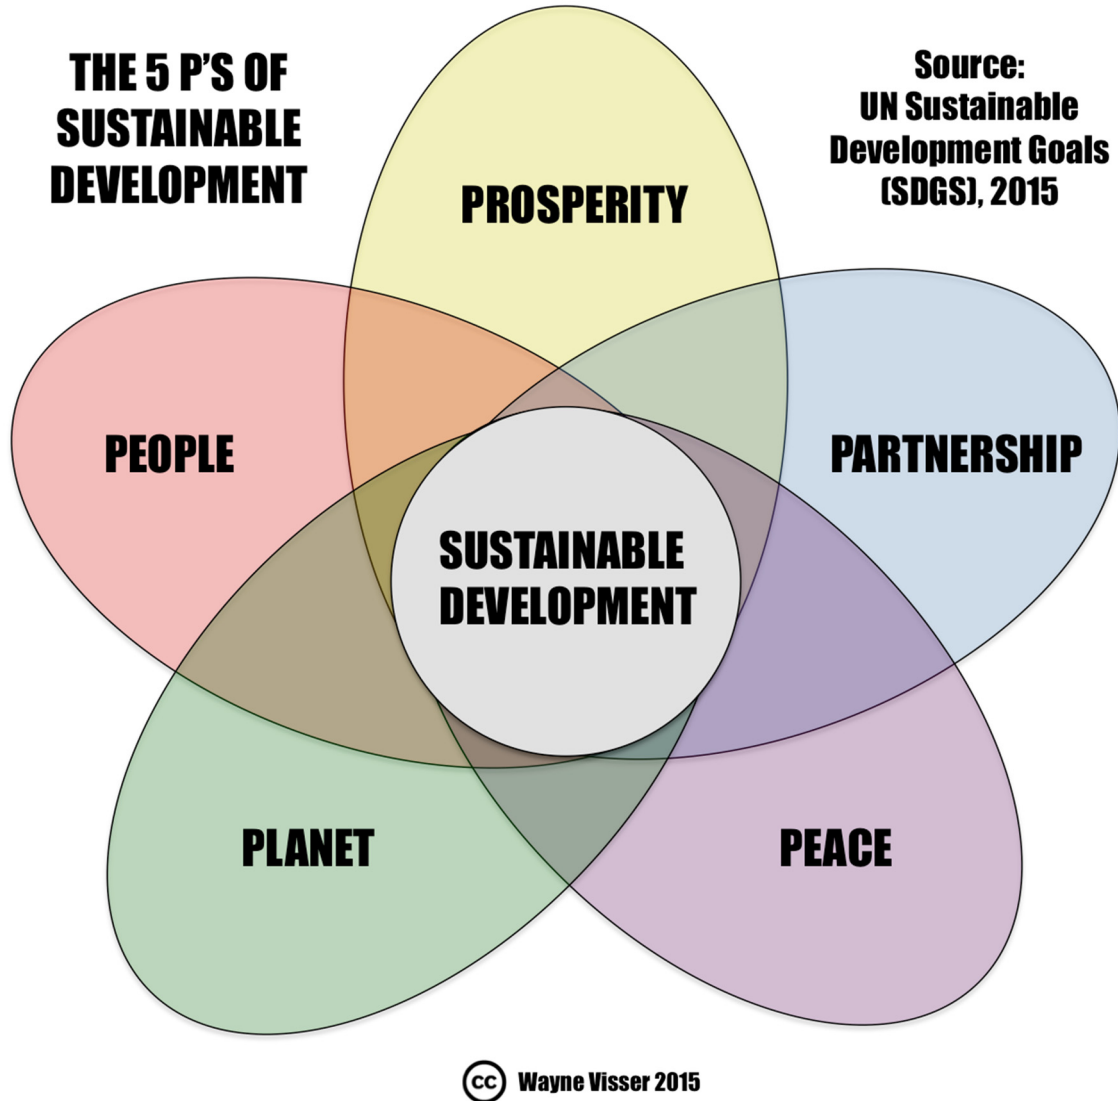 THE 5 P'S OF
SUSTAINABLE
DEVELOPMENT
Source:
UN Sustainable
Development Goals
(SDGS), 2015
PROSPERITY
PEOPLE
PARTNERSHIP
SUSTAINABLE
DEVELOPMENT
PLANET
PEACE
cc Wayne Visser 2015